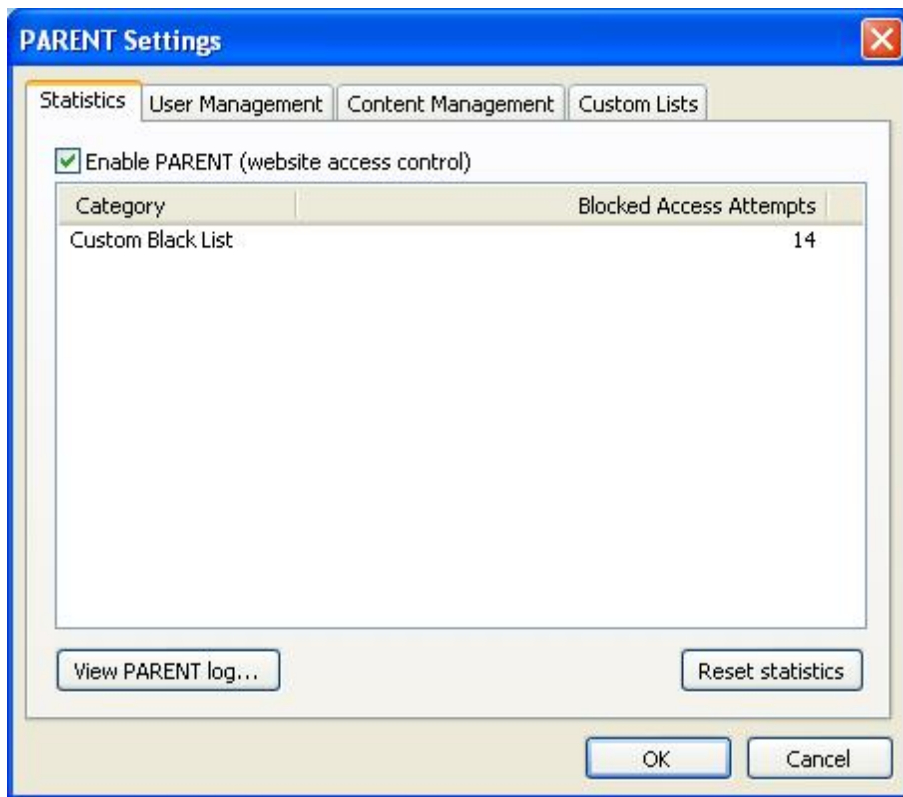 PARENT Settings
Statistics User Management Content Management Custom Lists
Enable PARENT (website access control)
Category Blocked Access Attempts
Custom Black List 14
View PARENT log... Reset statistics
OK Cancel